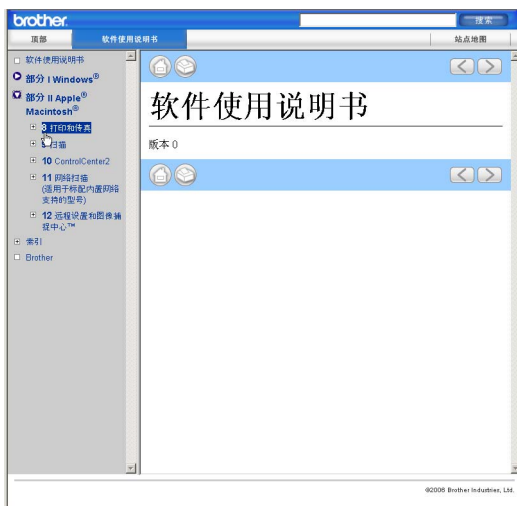 brother.
搜索
顶部
软件使用说明书
站点地图
软件使用说明书
部分 I Windows®
部分 II Apple®
Macintosh®
8 打印和传真
9 扫描
10 ControlCenter2
11 网络扫描
(适用于标配内置网络
支持的型号)
12 远程设置和图像捕
捉中心™
索引
Brother
软件使用说明书
版本 0
©2006 Brother Industries, Ltd.